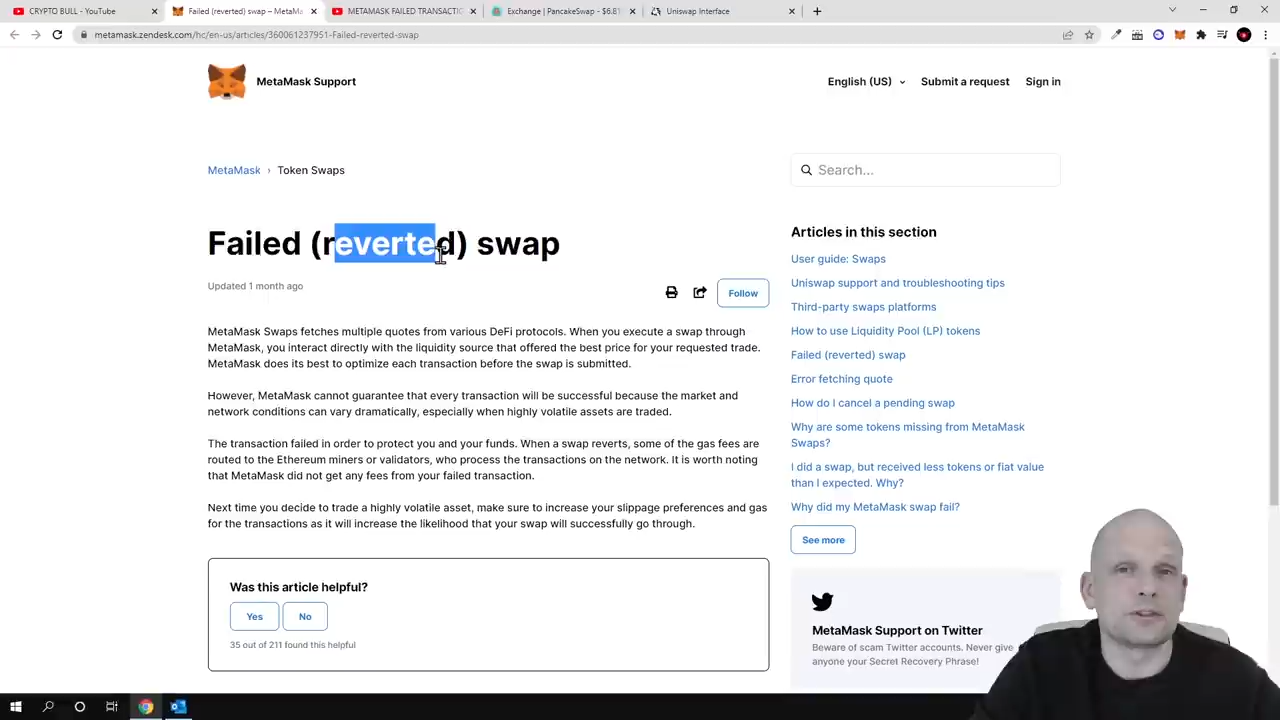 CRYPTO BULL - YouTube
Failed (reverted) swap – MetaM
METAMASK FAILED TRANSACTIO
Exchange | PancakeSwap - $6.81
Uniswap Interface
metamask.zendesk.com/hc/en-us/articles/360061237951-Failed-reverted-swap
MetaMask Support
English (US)
Submit a request
Sign in
MetaMask › Token Swaps
Search...
Failed (reverted) swap
Updated 1 month ago
Follow
MetaMask Swaps fetches multiple quotes from various DeFi protocols. When you execute a swap through
MetaMask, you interact directly with the liquidity source that offered the best price for your requested trade.
MetaMask does its best to optimize each transaction before the swap is submitted.
However, MetaMask cannot guarantee that every transaction will be successful because the market and
network conditions can vary dramatically, especially when highly volatile assets are traded.
The transaction failed in order to protect you and your funds. When a swap reverts, some of the gas fees are
routed to the Ethereum miners or validators, who process the transactions on the network. It is worth noting
that MetaMask did not get any fees from your failed transaction.
Next time you decide to trade a highly volatile asset, make sure to increase your slippage preferences and gas
for the transactions as it will increase the likelihood that your swap will successfully go through.
Was this article helpful?
Yes
No
35 out of 211 found this helpful
Articles in this section
User guide: Swaps
Uniswap support and troubleshooting tips
Third-party swaps platforms
How to use Liquidity Pool (LP) tokens
Failed (reverted) swap
Error fetching quote
How do I cancel a pending swap
Why are some tokens missing from MetaMask
Swaps?
I did a swap, but received less tokens or fiat value
than I expected. Why?
Why did my MetaMask swap fail?
See more
MetaMask Support on Twitter
Beware of scam Twitter accounts. Never give
anyone your Secret Recovery Phrase!